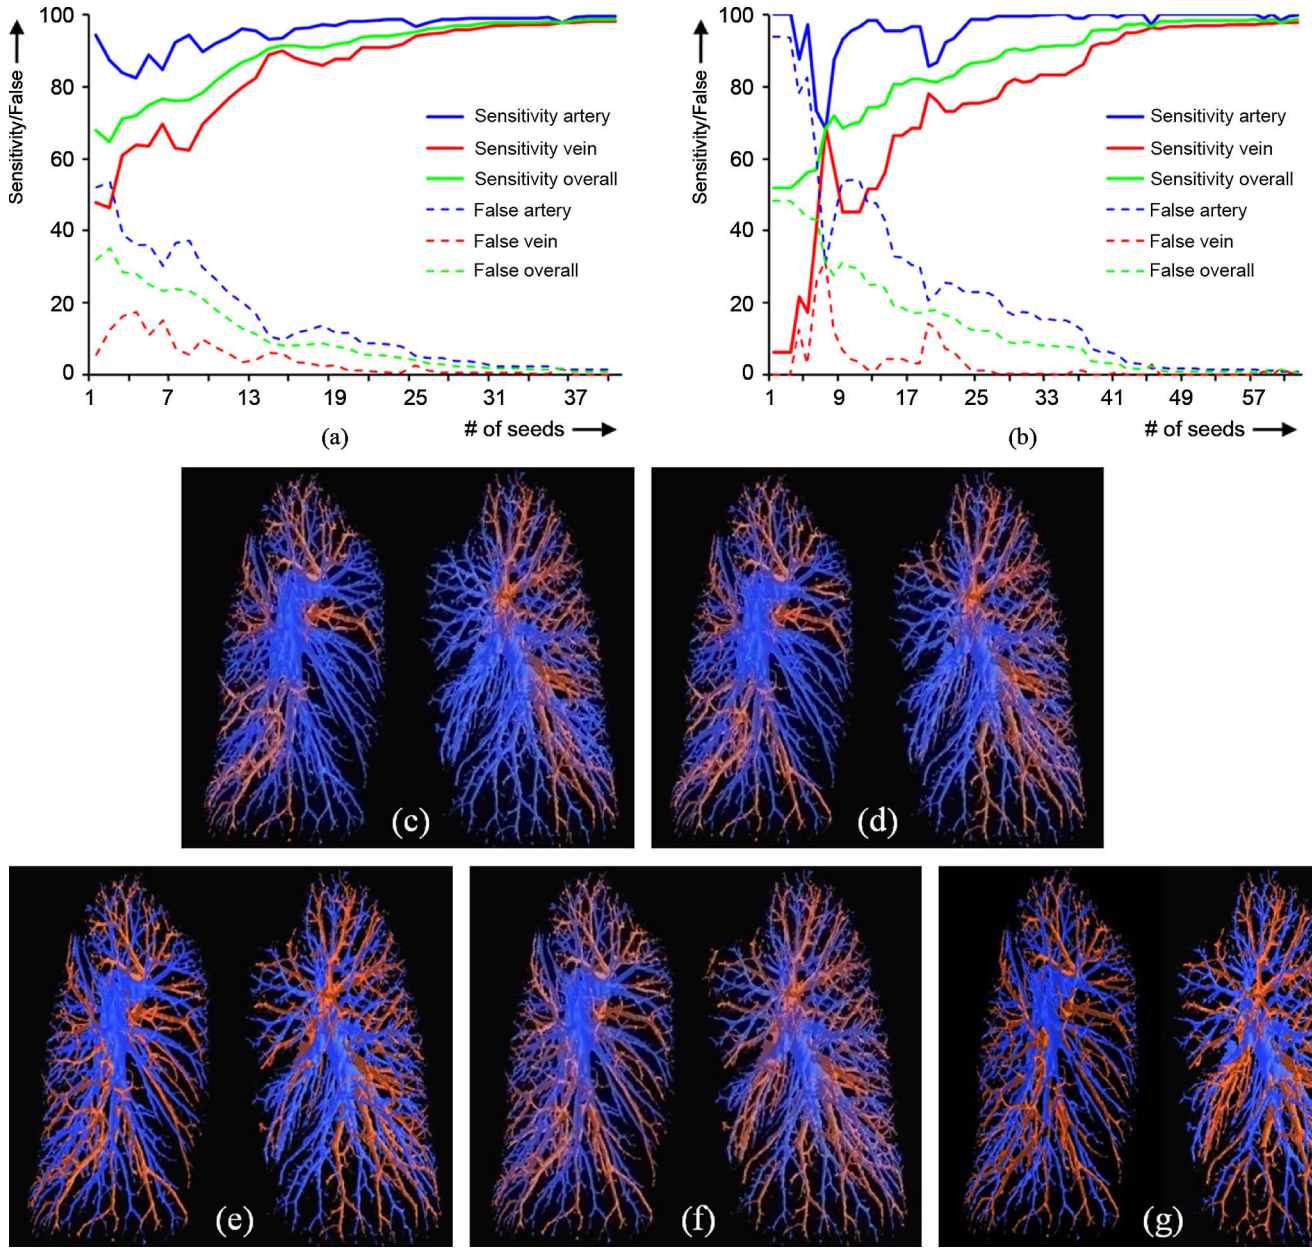 100
80
60
40
20
0
Sensitivity/False
Sensitivity artery
Sensitivity vein
Sensitivity overall
False artery
False vein
False overall
1 7 13 19 25 31 37
# of seeds
(a)
100
80
60
40
20
0
Sensitivity/False
Sensitivity artery
Sensitivity vein
Sensitivity overall
False artery
False vein
False overall
1 9 17 25 33 41 49 57
# of seeds
(b)
(c)
(d)
(e)
(f)
(g)